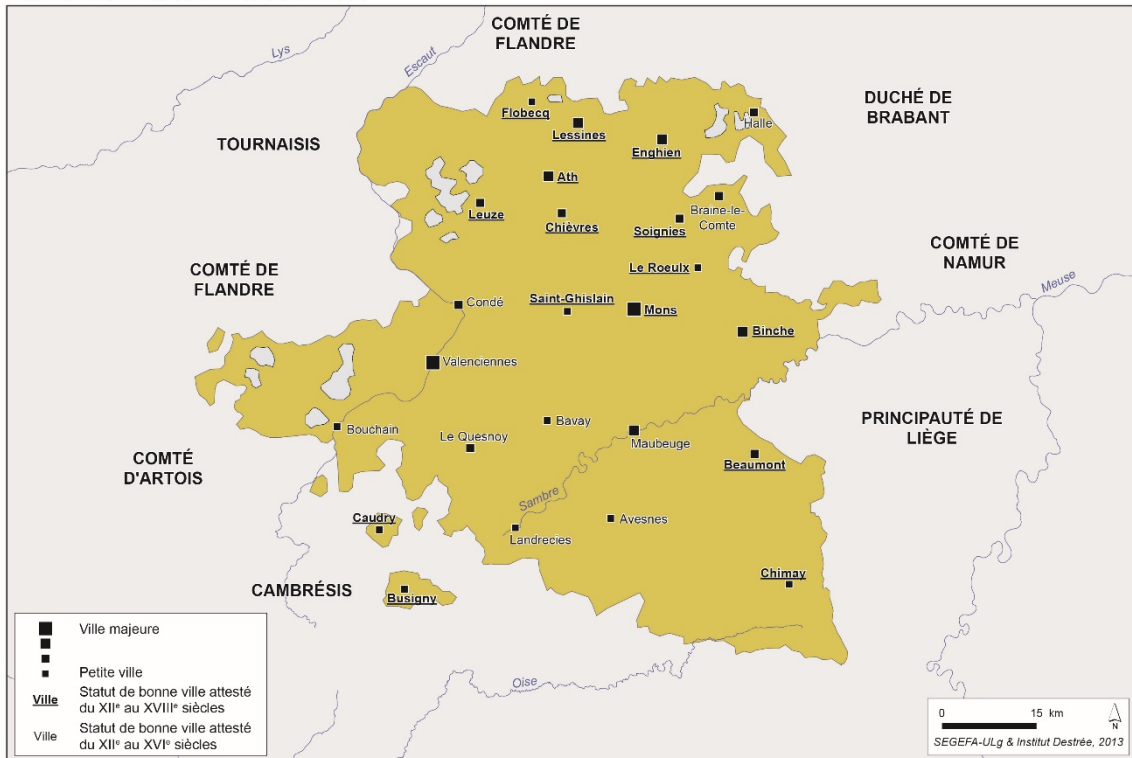 COMTÉ DE
FLANDRE
Lys
Escaut
DUCHÉ DE
BRABANT
TOURNAISIS
Flobecq
Lessines
Halle
Enghien
Ath
Leuze
Chièvres
Soignies
Braine-le-
Comte
COMTÉ DE
NAMUR
Meuse
COMTÉ DE
FLANDRE
Le Roeulx
Condé
Saint-Ghislain
Mons
Binche
Valenciennes
PRINCIPAUTÉ DE
LIÈGE
Bouchain
Bavay
Le Quesnoy
Maubeuge
Beaumont
COMTÉ
D'ARTOIS
Sambre
Caudry
Landrecies
Avesnes
CAMBRÉSIS
Busigny
Chimay
Oise
Ville majeure
Petite ville
Ville Statut de bonne ville attesté
du XIIe au XVIIIe siècles
Ville Statut de bonne ville attesté
du XIIe au XVIe siècles
0 15 km
N
SEGEFA-ULg & Institut Destrée, 2013